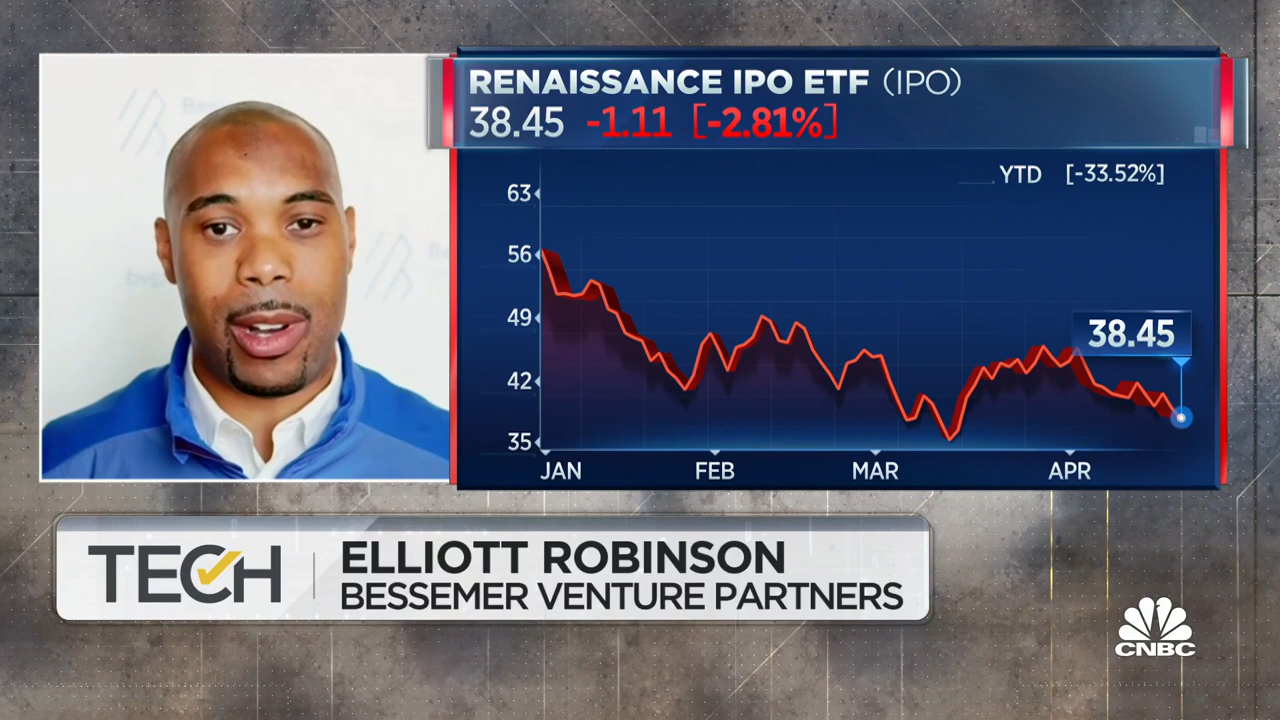 RENAISSANCE IPO ETF (IPO)
38.45 -1.11 [-2.81%]
YTD [-33.52%]
63
56
49
42
35
38.45
JAN FEB MAR APR
TECH
ELLIOTT ROBINSON
BESSEMER VENTURE PARTNERS
CNBC